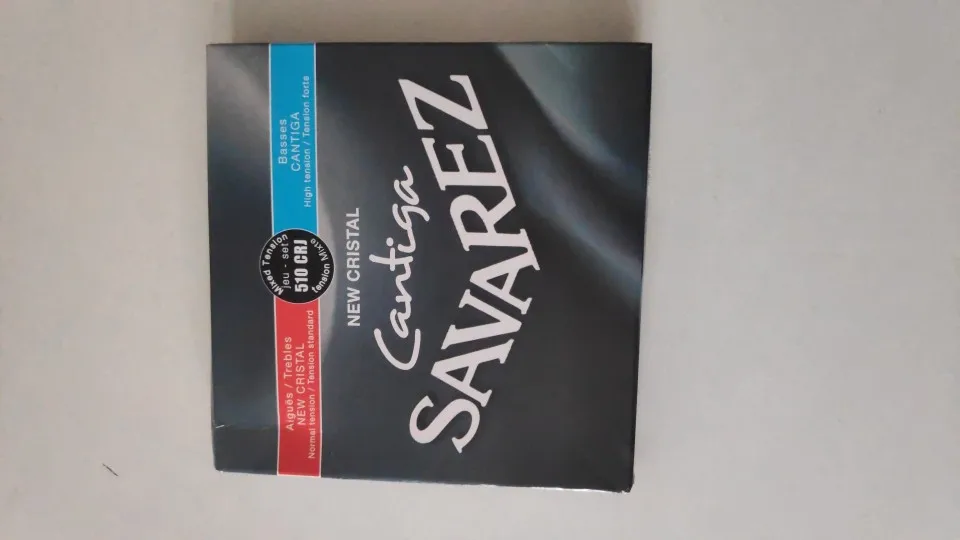 Aiguës / Trebles
NEW CRISTAL
Normal tension / Tension standard
Mixed Tension
jeu - set
510 CRJ
Tension Mixte
Basses
CANTIGA
High tension / Tension forte
NEW CRISTAL
Cantiga
SAVAREZ